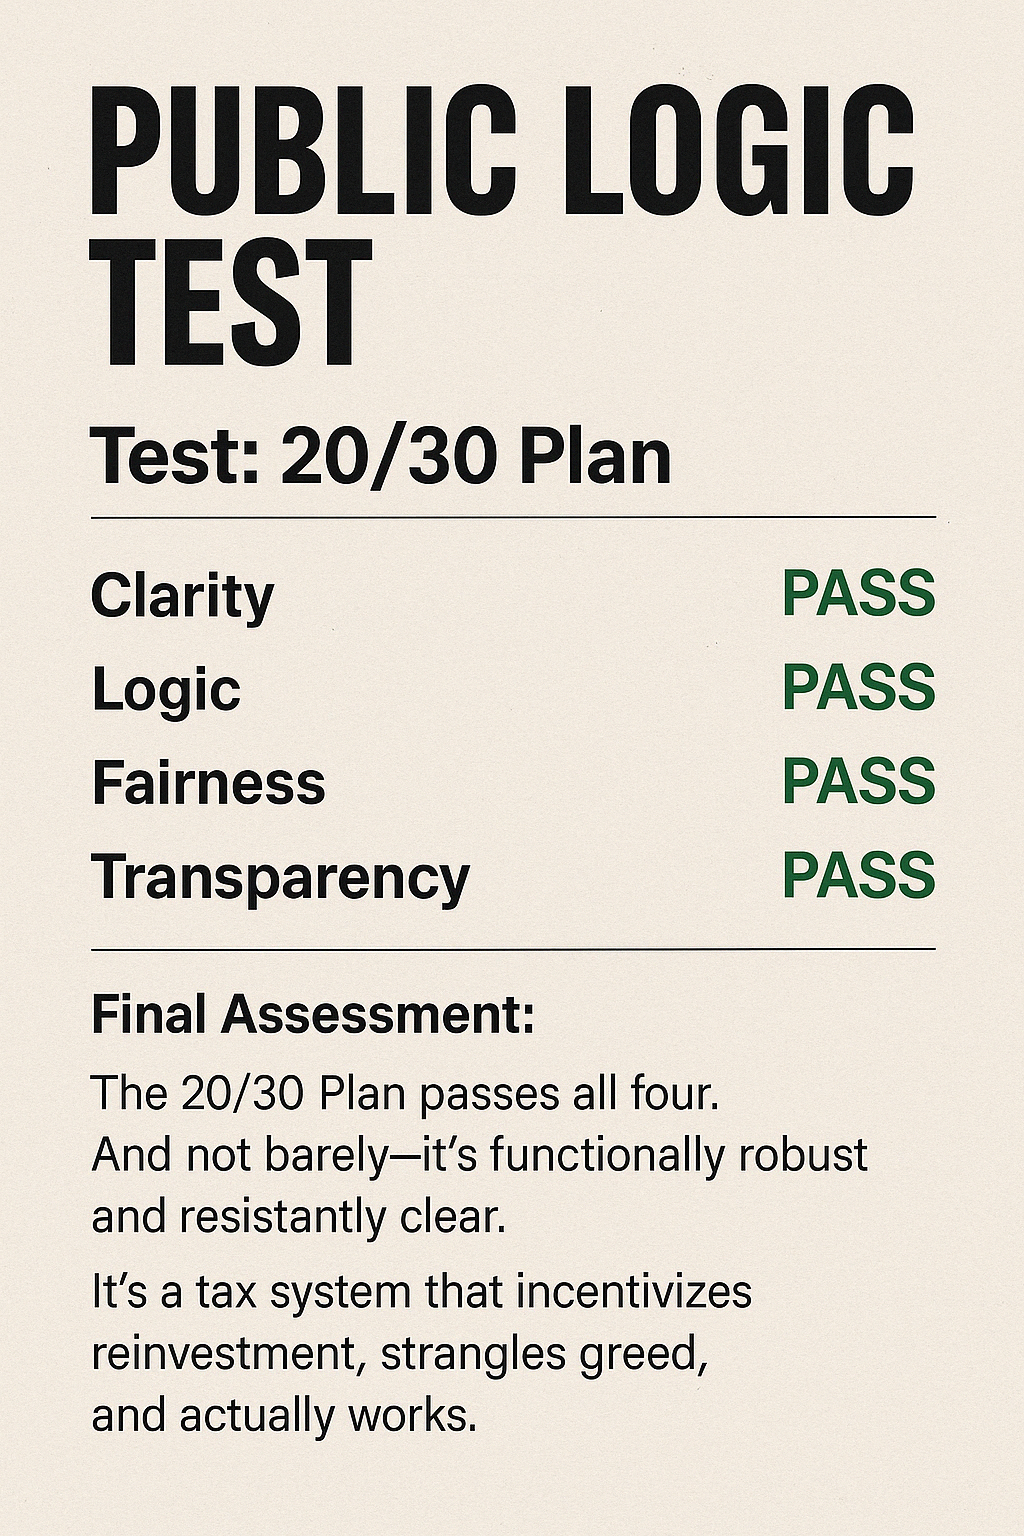 PUBLIC LOGIC
TEST
Test: 20/30 Plan
Clarity PASS
Logic PASS
Fairness PASS
Transparency PASS
Final Assessment:
The 20/30 Plan passes all four.
And not barely—it’s functionally robust
and resistantly clear.
It’s a tax system that incentivizes
reinvestment, strangles greed,
and actually works.